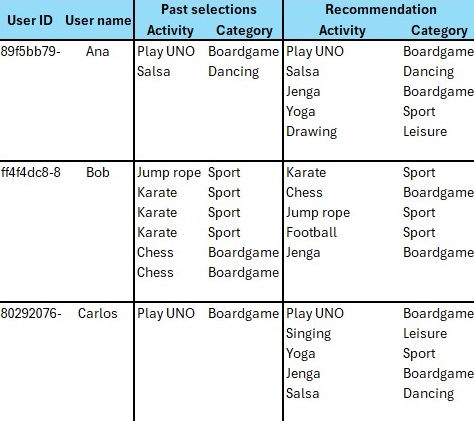 Past selections Recommendation
User ID User name Activity Category Activity Category
89f5bb79- Ana Play UNO Boardgame Play UNO Boardgame
Salsa Dancing Salsa Dancing
Jenga Boardgame
Yoga Sport
Drawing Leisure
ff4f4dc8-8 Bob Jump rope Sport Karate Sport
Karate Sport Chess Boardgame
Karate Sport Jump rope Sport
Karate Sport Football Sport
Chess Boardgame Jenga Boardgame
Chess Boardgame
80292076- Carlos Play UNO Boardgame Play UNO Boardgame
Singing Leisure
Yoga Sport
Jenga Boardgame
Salsa Dancing